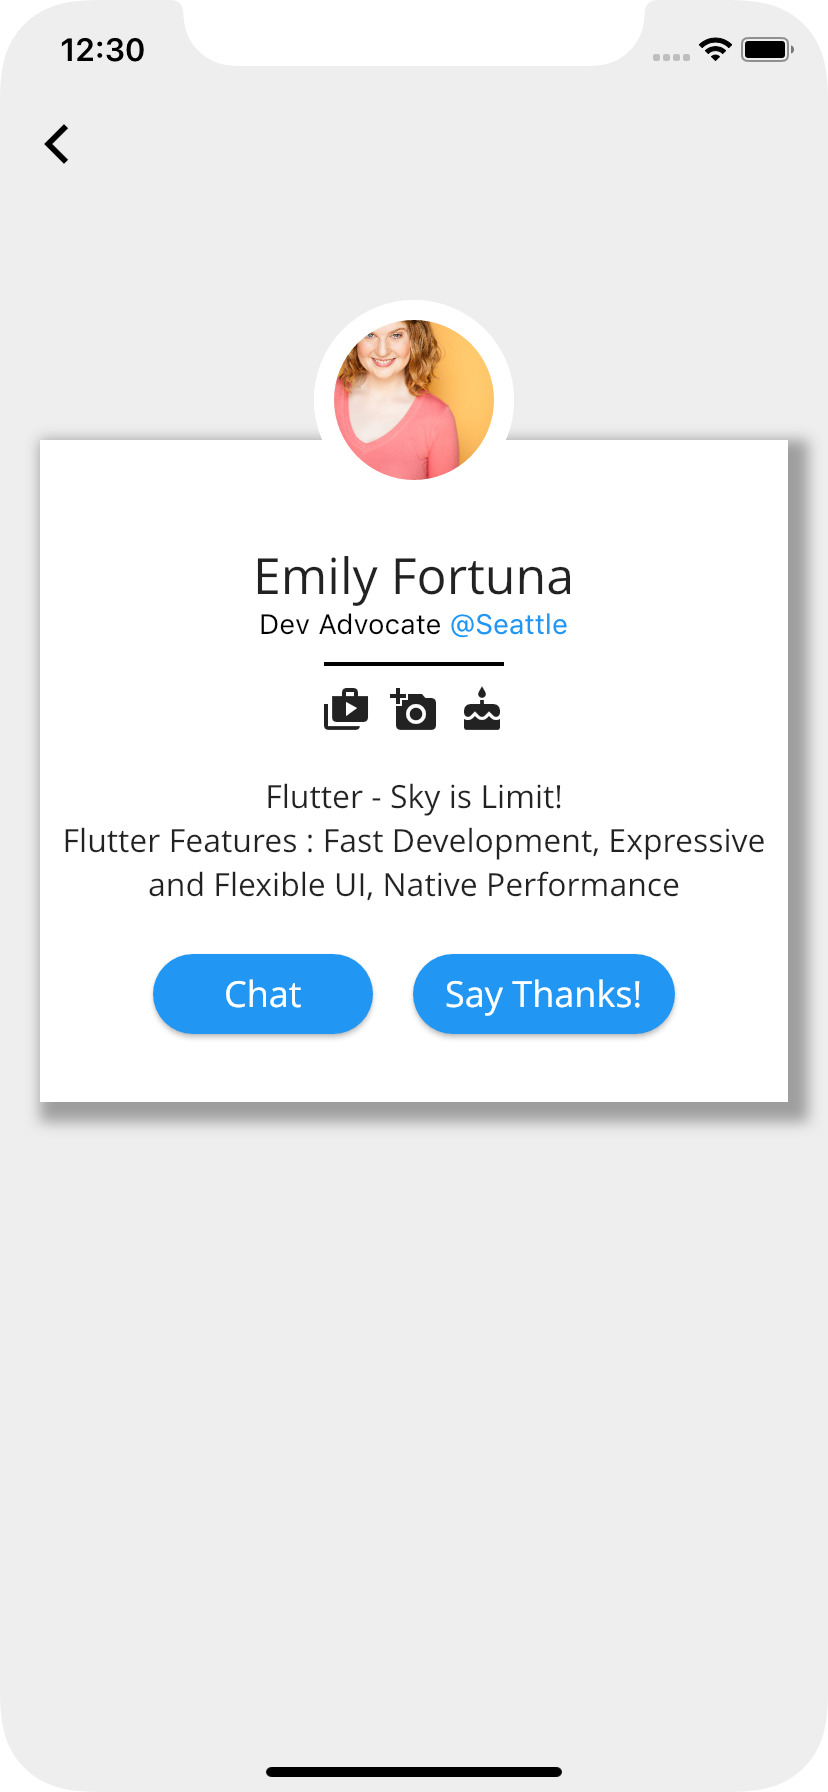 12:30
Emily Fortuna
Dev Advocate @Seattle
Flutter - Sky is Limit!
Flutter Features : Fast Development, Expressive
and Flexible UI, Native Performance
Chat
Say Thanks!